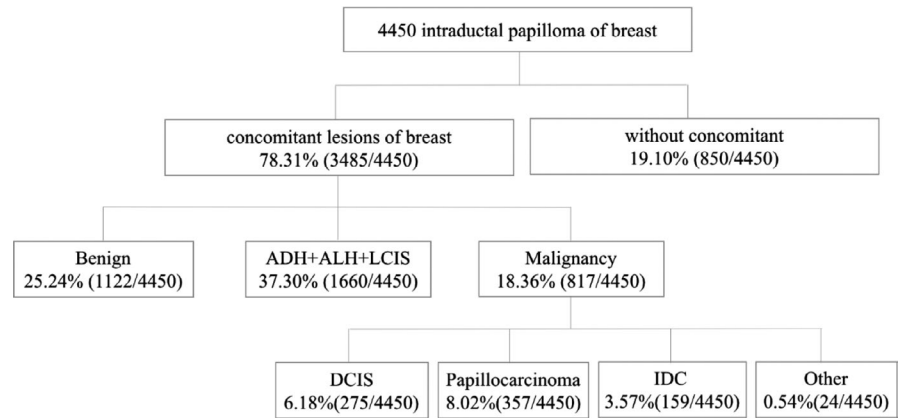 4450 intraductal papilloma of breast
concomitant lesions of breast
78.31% (3485/4450)
without concomitant
19.10% (850/4450)
Benign
25.24% (1122/4450)
ADH+ALH+LCIS
37.30% (1660/4450)
Malignancy
18.36% (817/4450)
DCIS
6.18%(275/4450)
Papillocarcinoma
8.02%(357/4450)
IDC
3.57%(159/4450)
Other
0.54%(24/4450)